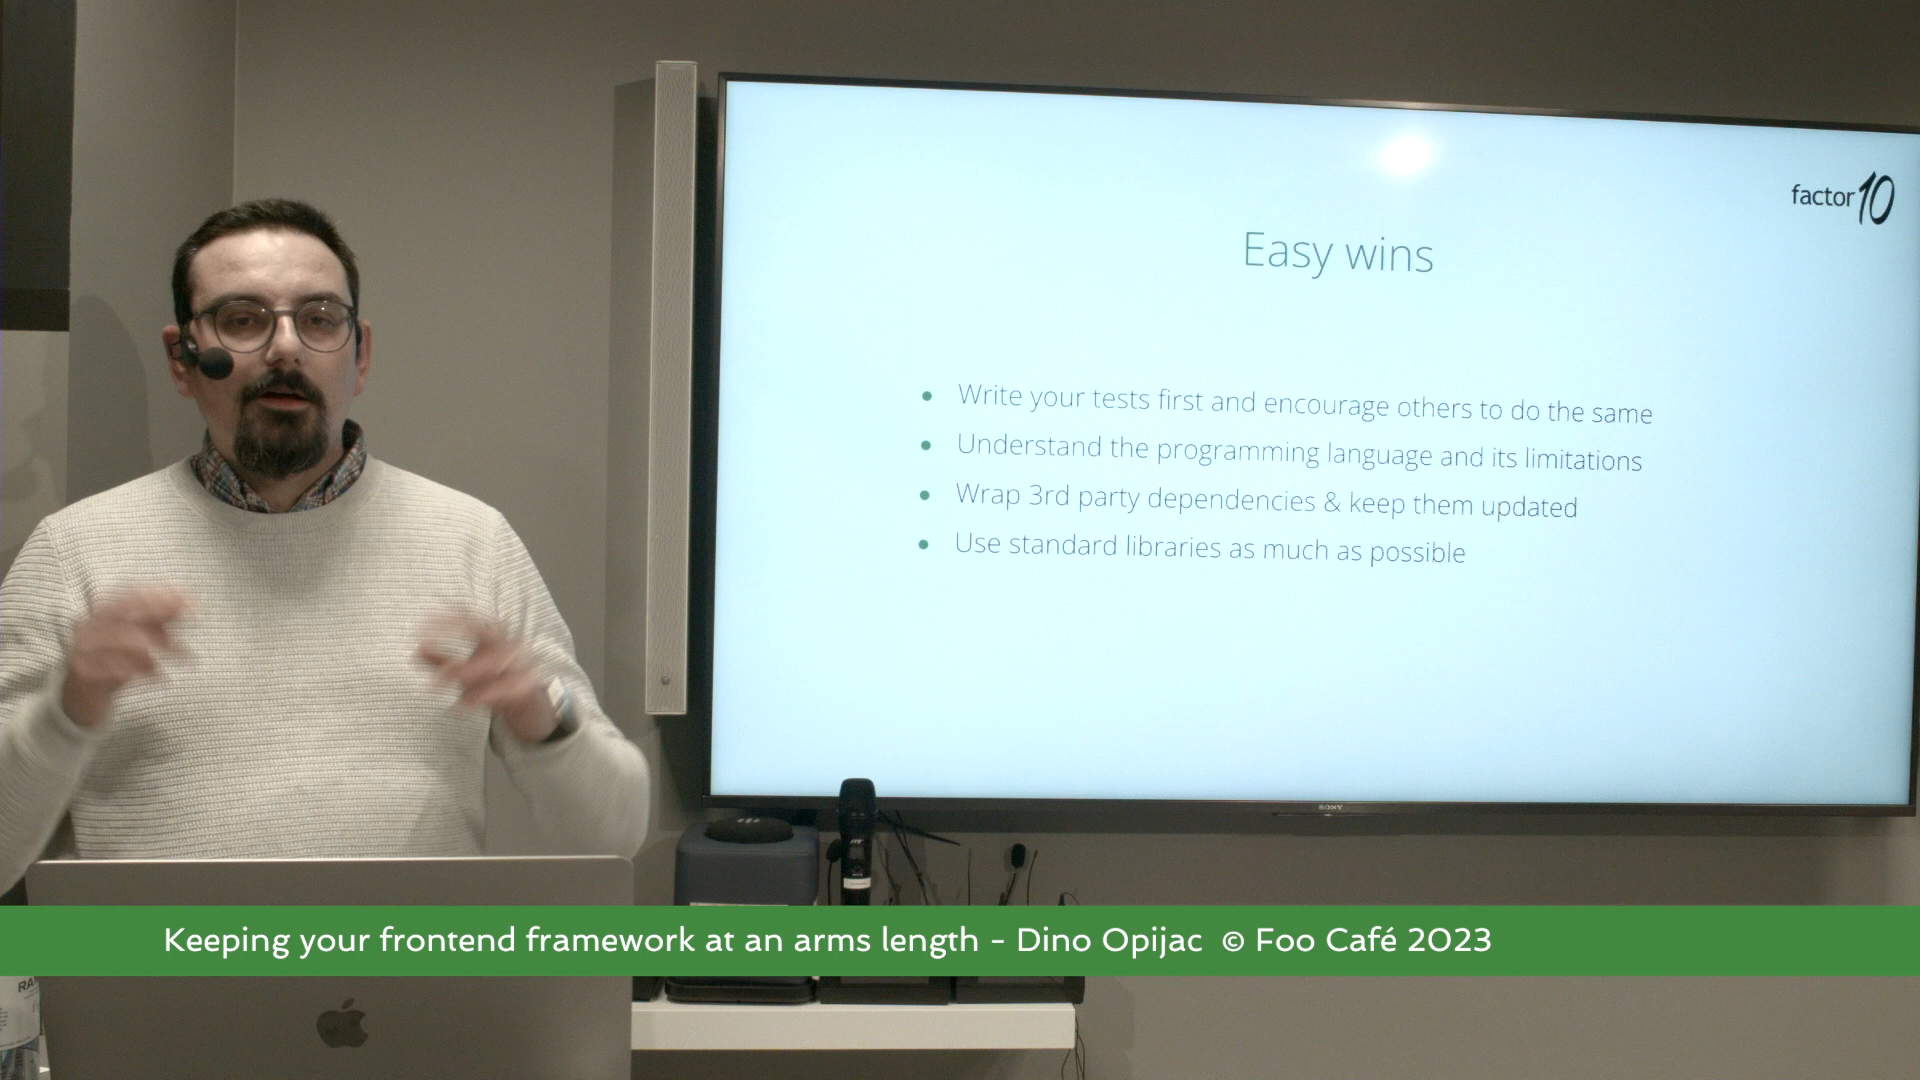 factor10
Easy wins
• Write your tests first and encourage others to do the same
• Understand the programming language and its limitations
• Wrap 3rd party dependencies & keep them updated
• Use standard libraries as much as possible
SONY
Keeping your frontend framework at an arms length - Dino Opijac © Foo Café 2023